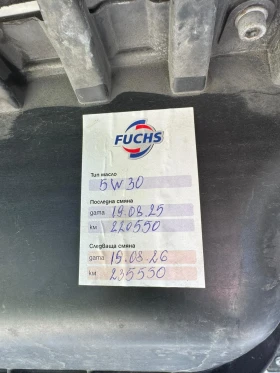 FUCHS
Тип масло
5W30
Последна смяна
дата 19.08.25
км 220550
Следваща смяна
дата 19.08.26
км 235550